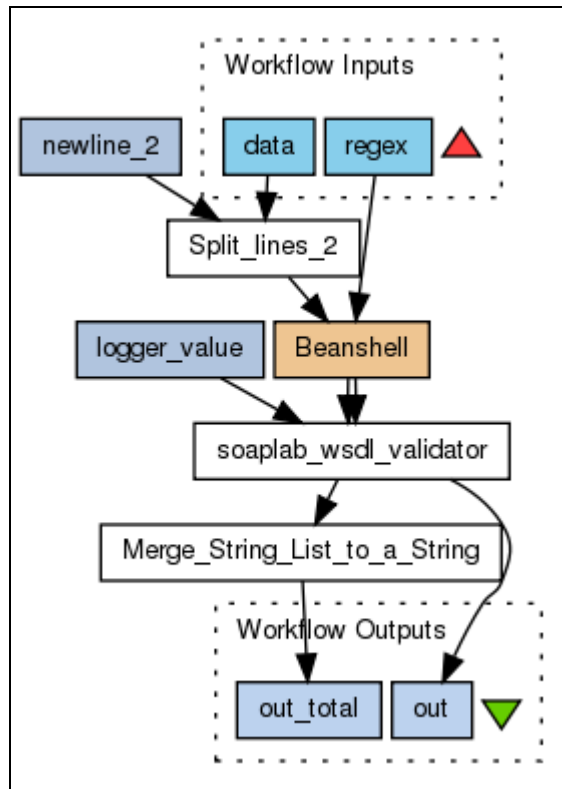 Workflow Inputs
newline_2
data
regex
Split_lines_2
logger_value
Beanshell
soaplab_wsdl_validator
Merge_String_List_to_a_String
Workflow Outputs
out_total
out